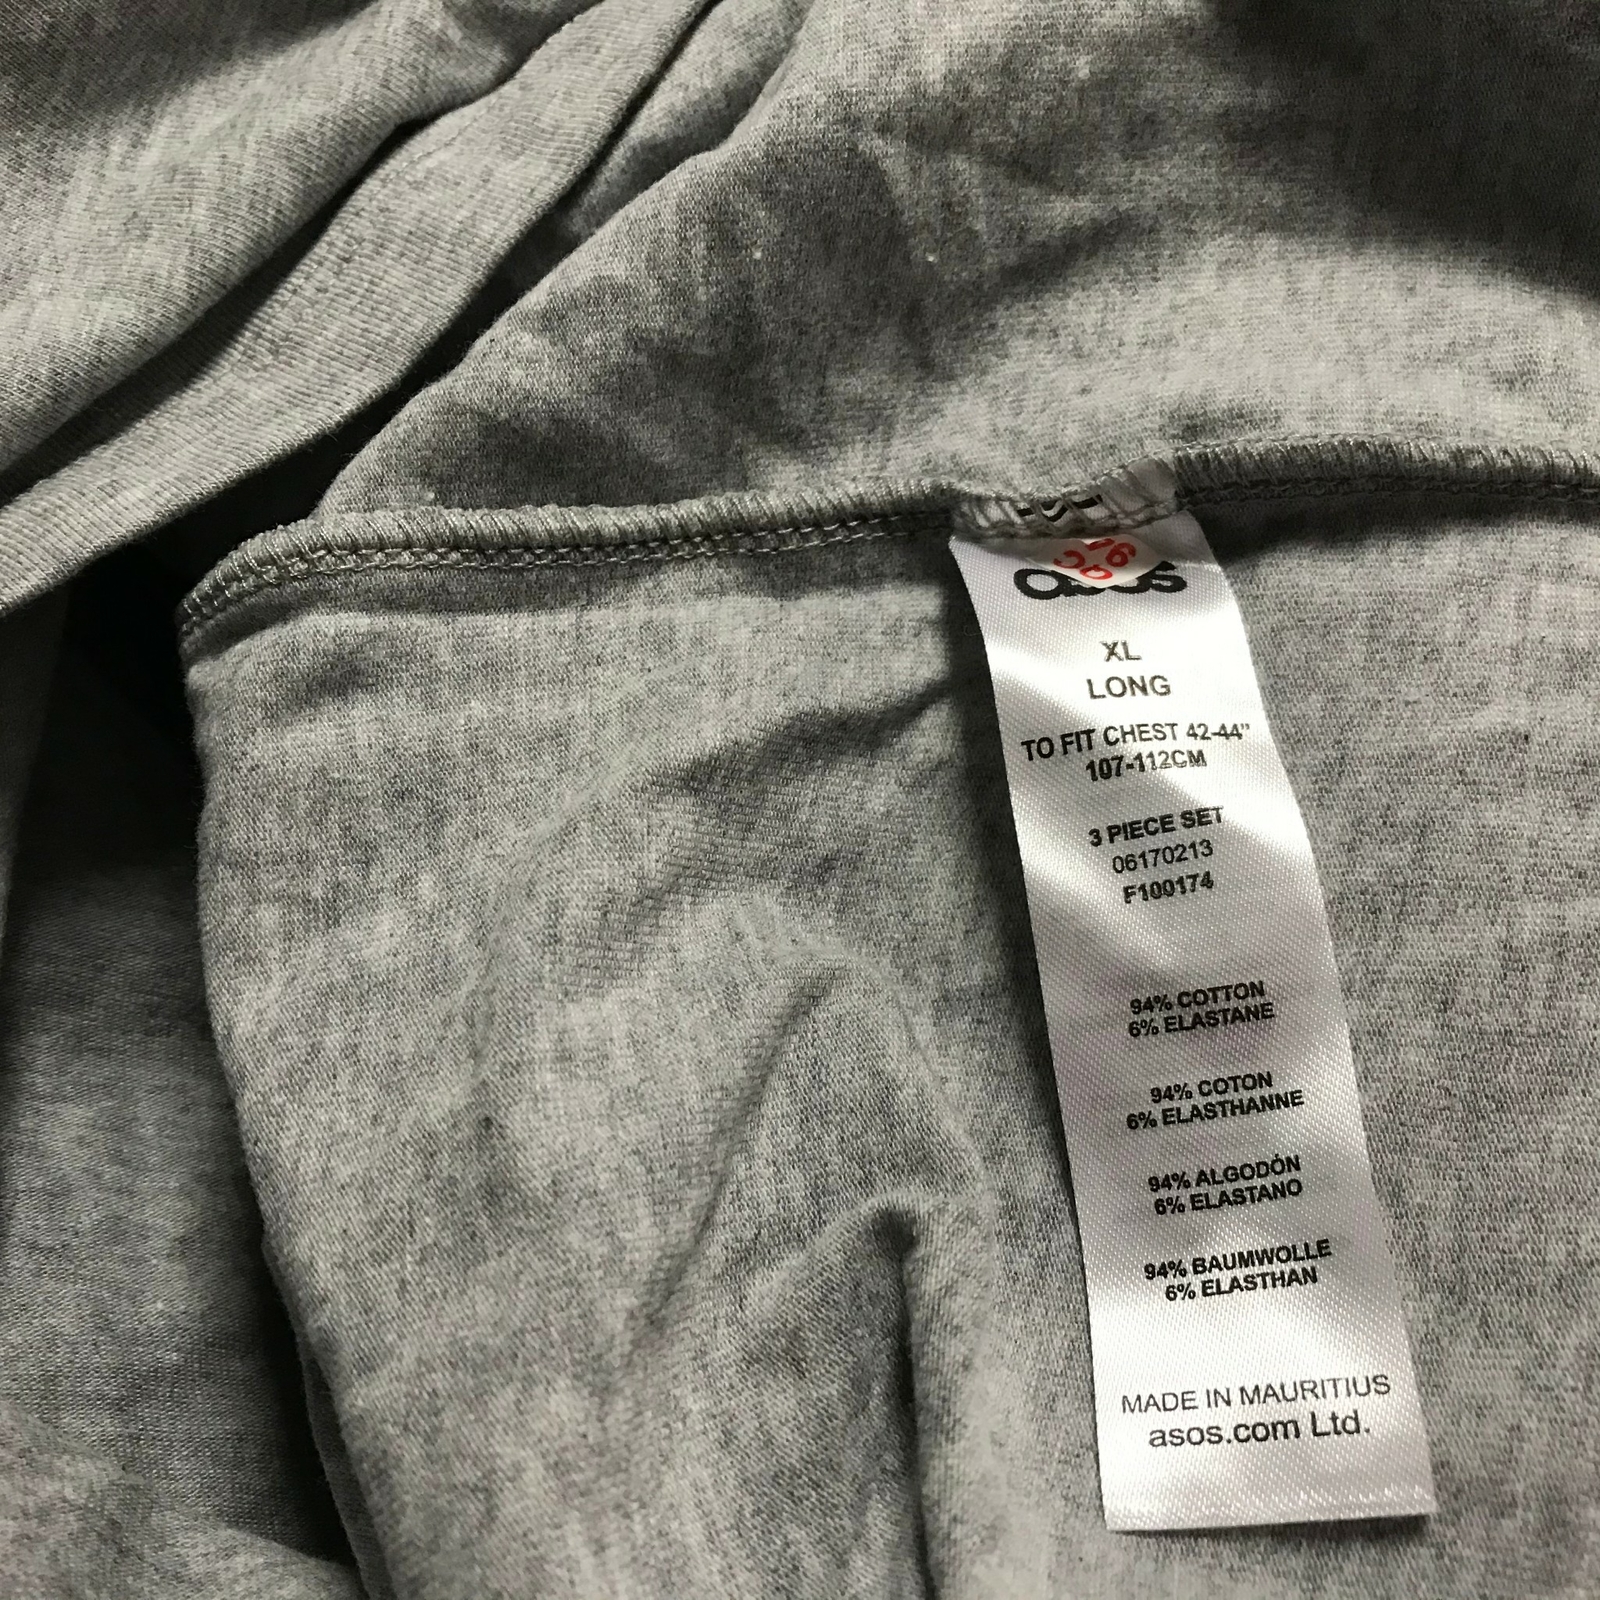 asos
XL
LONG
TO FIT CHEST 42-44"
107-112CM
3 PIECE SET
06170213
F100174
94% COTTON
6% ELASTANE
94% COTON
6% ELASTHANNE
94% ALGODÓN
6% ELASTANO
94% BAUMWOLLE
6% ELASTHAN
MADE IN MAURITIUS
asos.com Ltd.